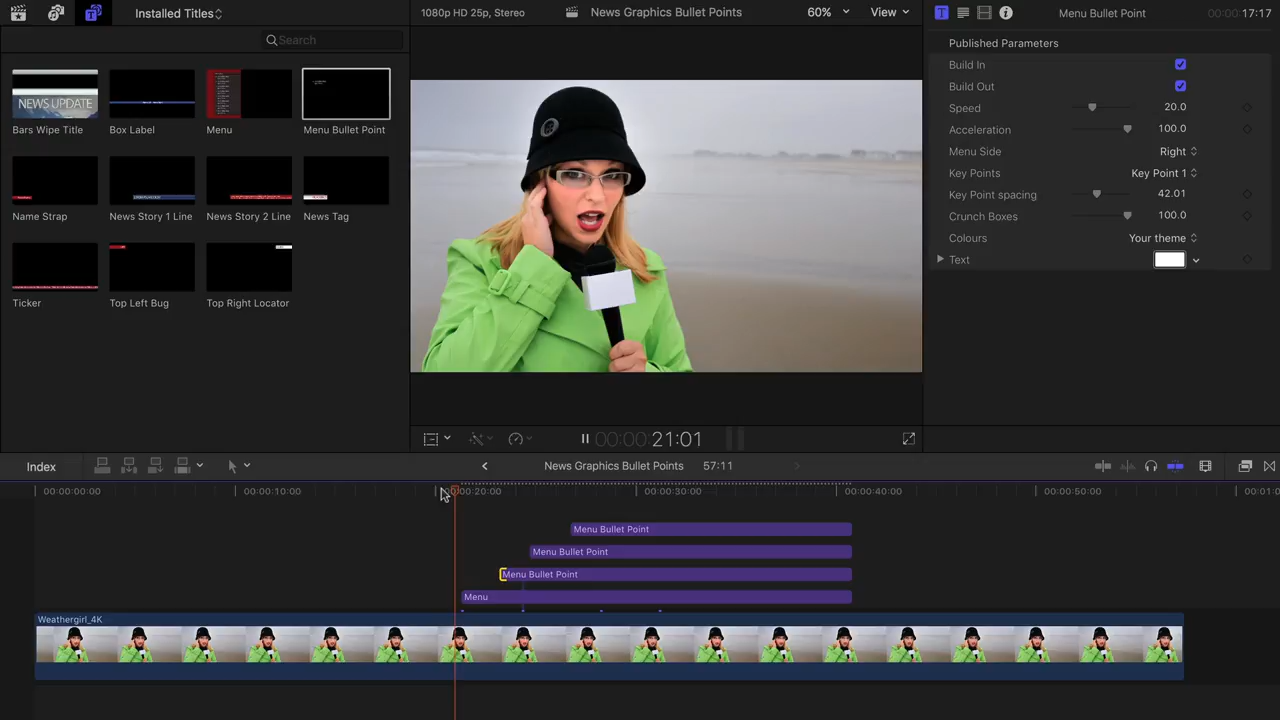 Installed Titles
1080p HD 25p, Stereo
News Graphics Bullet Points
60%
View
Menu Bullet Point
00:00:17:17
Search
NEWS UPDATE
Bars Wipe Title
Box Label
Menu
Menu Bullet Point
Name Strap
News Story 1 Line
News Story 2 Line
News Tag
Ticker
Top Left Bug
Top Right Locator
Published Parameters
Build In
Build Out
Speed 20.0
Acceleration 100.0
Menu Side Right
Key Points Key Point 1
Key Point spacing 42.01
Crunch Boxes 100.0
Colours Your theme
Text
00:00:21:01
Index
News Graphics Bullet Points
57:11
00:00:00:00
00:00:10:00
00:00:20:00
00:00:30:00
00:00:40:00
00:00:50:00
Menu Bullet Point
Menu Bullet Point
Menu Bullet Point
Menu
Weathergirl_4K